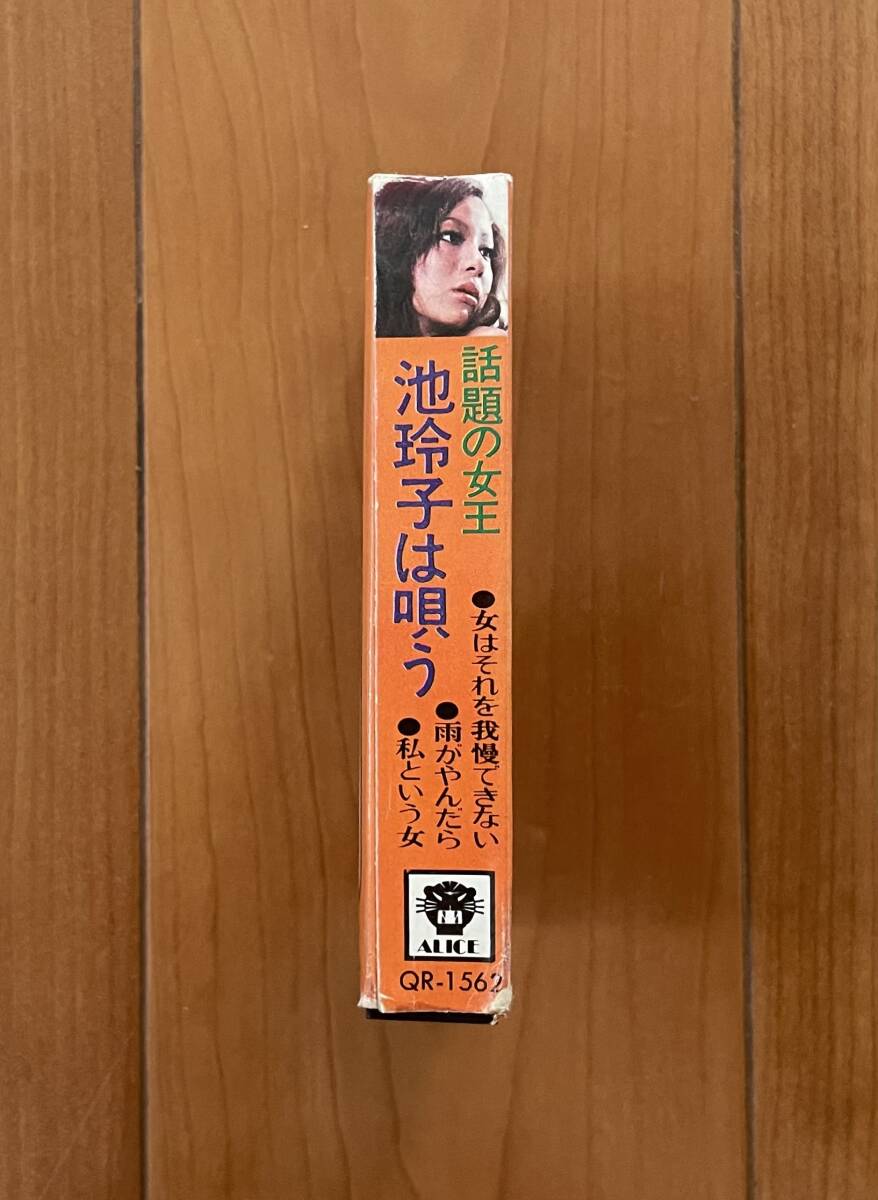 話題の女王
池玲子は唄う
●女はそれを我慢できない
●雨がやんだら
●私という女
ALICE
QR-1562